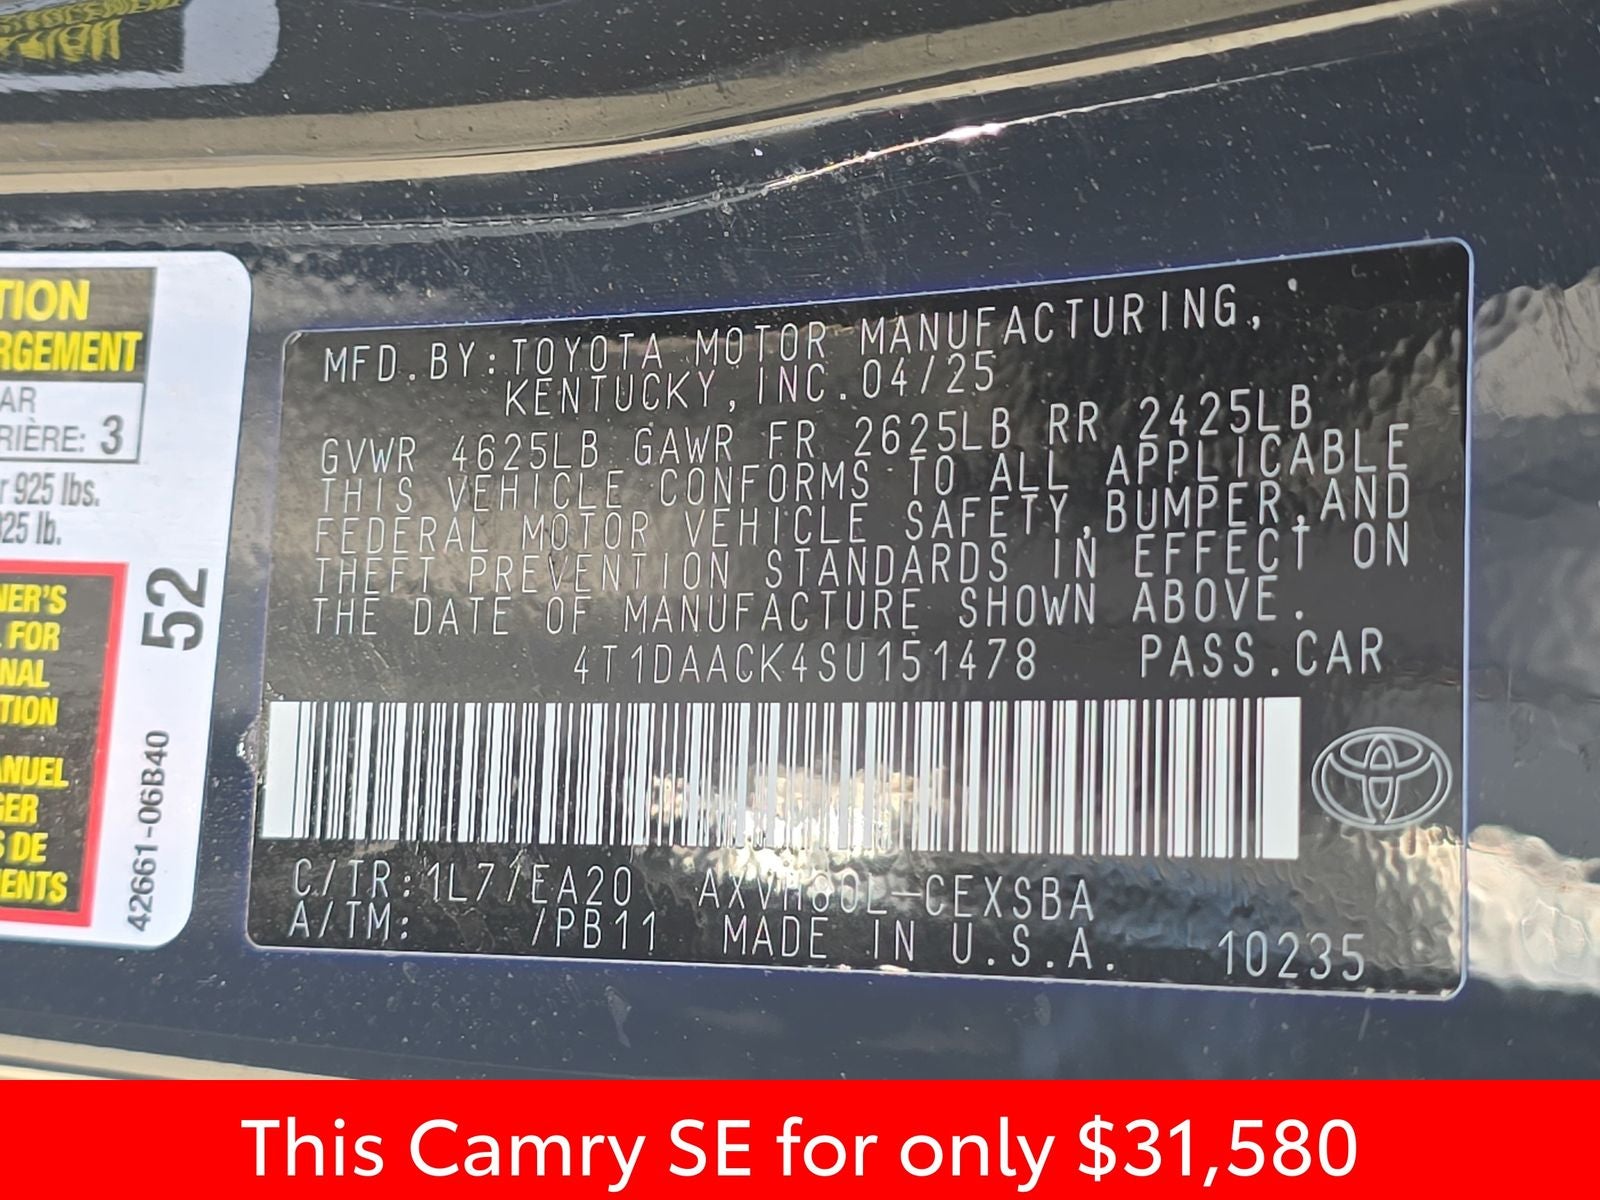 TION
RGEMENT
AR
RIÈRE: 3
r 925 lbs.
25 lb.
NER'S
L FOR
NAL
TION
ANUEL
GER
S DE
MENTS
52
42661-06B40
MFD.BY:TOYOTA MOTOR MANUFACTURING,
KENTUCKY,INC.04/25
GVWR 4625LB GAWR FR 2625LB RR 2425LB
THIS VEHICLE CONFORMS TO ALL APPLICABLE
FEDERAL MOTOR VEHICLE SAFETY,BUMPER,AND
THEFT PREVENTION STANDARDS IN EFFECT ON
THE DATE OF MANUFACTURE SHOWN ABOVE.
4T1DAACK4SU151478 PASS.CAR
C/TR:1L7/EA20 AXVH80L-CEXSBA
A/TM: /PB11 MADE IN U.S.A. 10235
This Camry SE for only $31,580